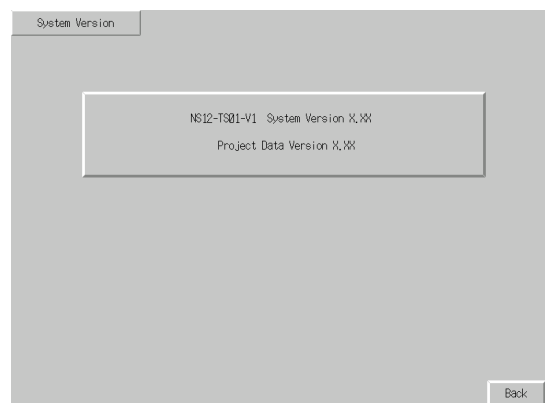 System Version
NS12-TS01-V1 System Version X.XX
Project Data Version X.XX
Back